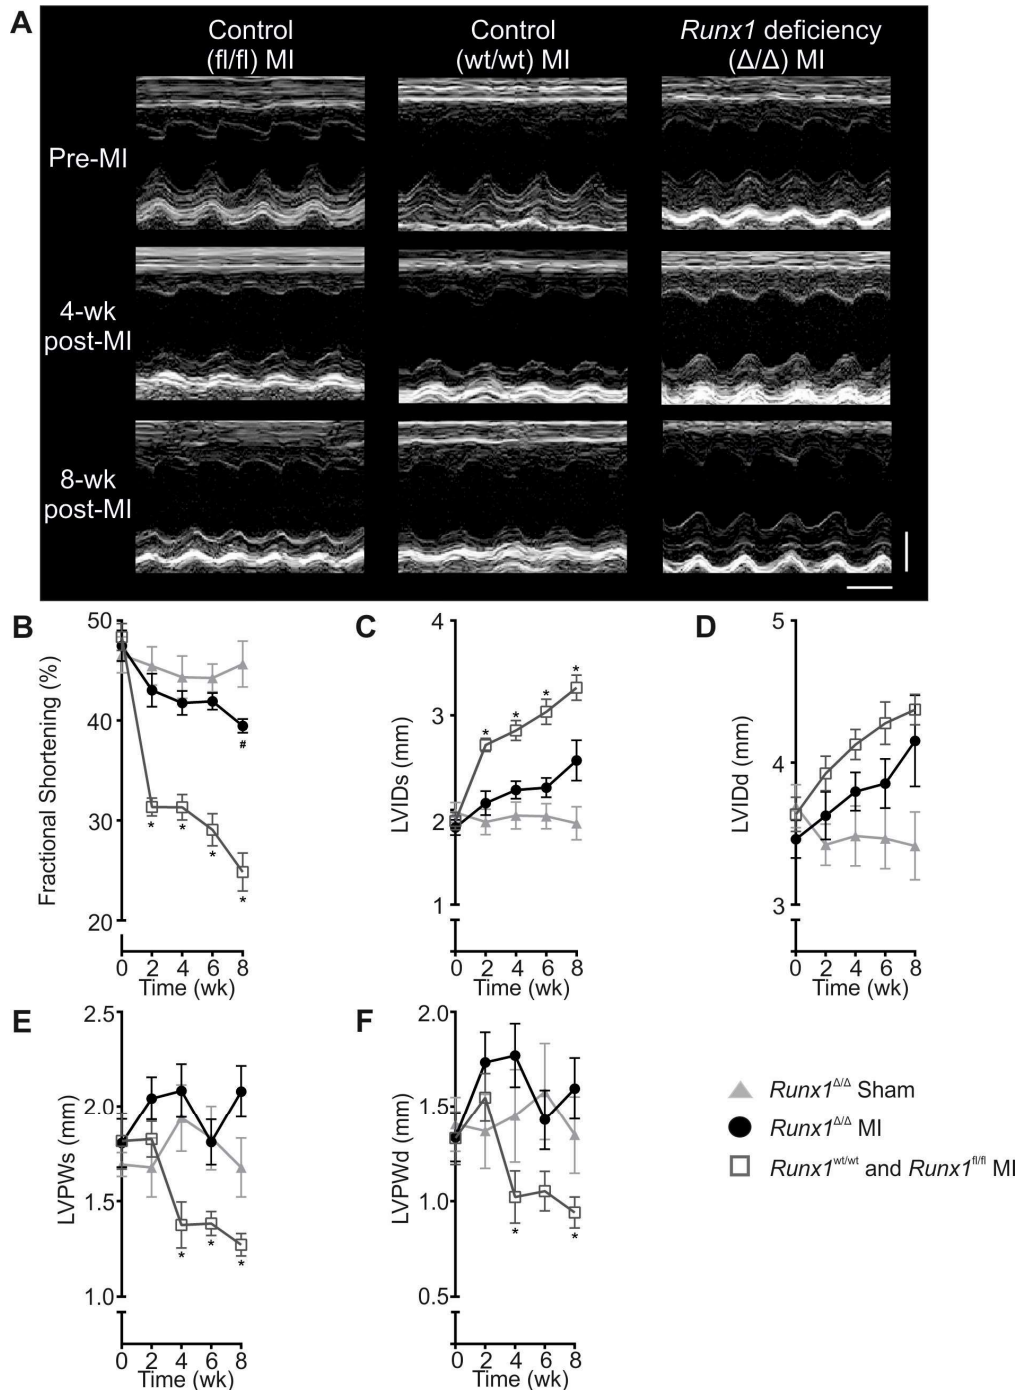 A
Control
(fl/fl) MI
Control
(wt/wt) MI
Runx1 deficiency
(Δ/Δ) MI
Pre-MI
4-wk
post-MI
8-wk
post-MI
B
Fractional Shortening (%)
50
40
30
20
* * * *
#
0 2 4 6 8
Time (wk)
C
LVIDs (mm)
4
3
2
1
* * * *
0 2 4 6 8
Time (wk)
D
LVIDd (mm)
5
4
3
0 2 4 6 8
Time (wk)
E
LVPWs (mm)
2.5
2.0
1.5
1.0
* * *
0 2 4 6 8
Time (wk)
F
LVPWd (mm)
2.0
1.5
1.0
0.5
* *
0 2 4 6 8
Time (wk)
Runx1Δ/Δ Sham
Runx1Δ/Δ MI
Runx1wt/wt and Runx1fl/fl MI